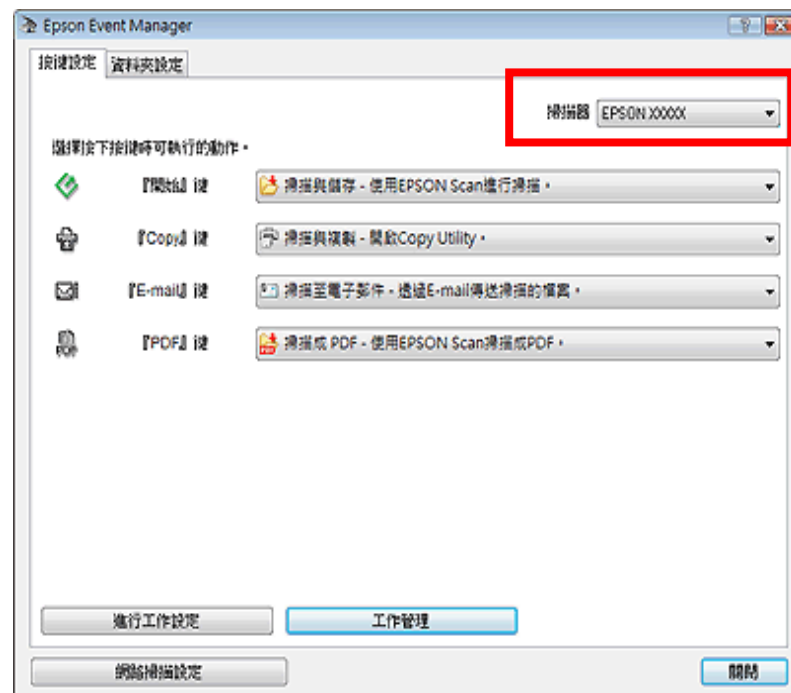 Epson Event Manager
按鍵設定
資料夾設定
掃描器 EPSON XXXXX
選擇按下按鍵時可執行的動作。
『開始』鍵 掃描與儲存 - 使用EPSON Scan進行掃描。
『Copy』鍵 掃描與複製 - 開啟Copy Utility。
『E-mail』鍵 掃描至電子郵件 - 透過E-mail傳送掃描的檔案。
『PDF』鍵 掃描成 PDF - 使用EPSON Scan掃描成PDF。
進行工作設定
工作管理
網路掃描設定
關閉